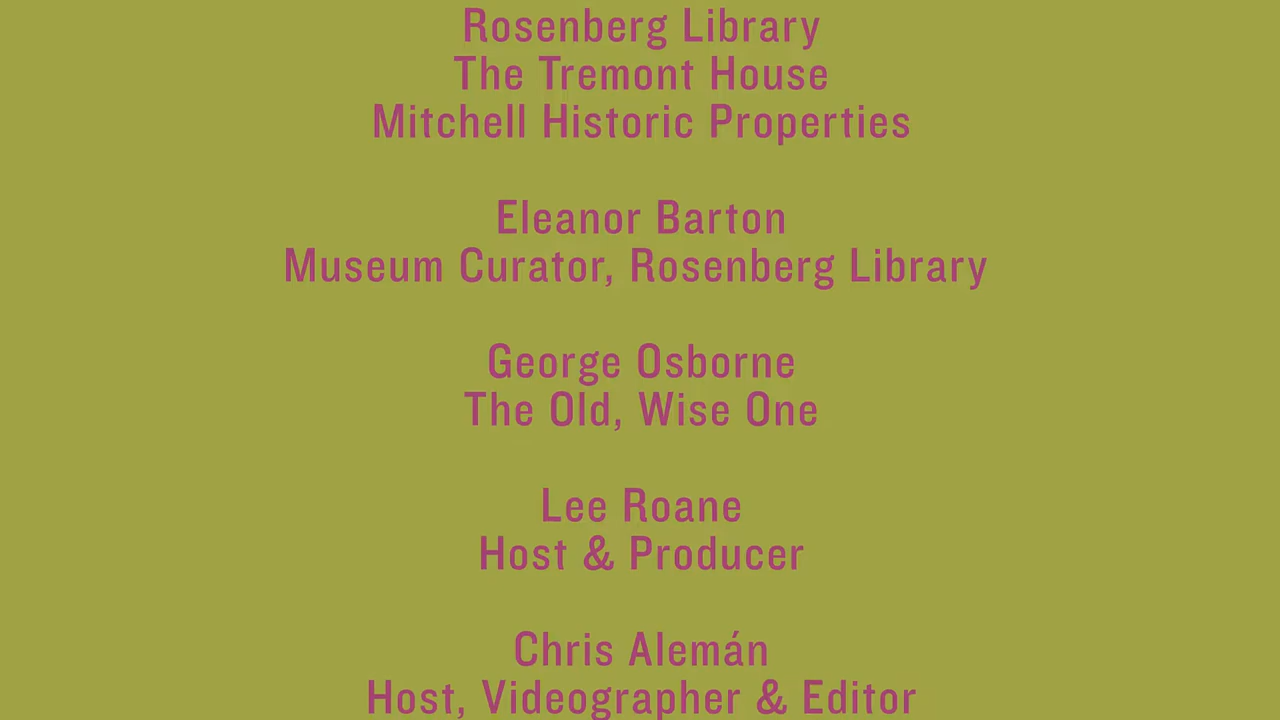 Rosenberg Library
The Tremont House
Mitchell Historic Properties
Eleanor Barton
Museum Curator, Rosenberg Library
George Osborne
The Old, Wise One
Lee Roane
Host & Producer
Chris Alemán
Host, Videographer & Editor